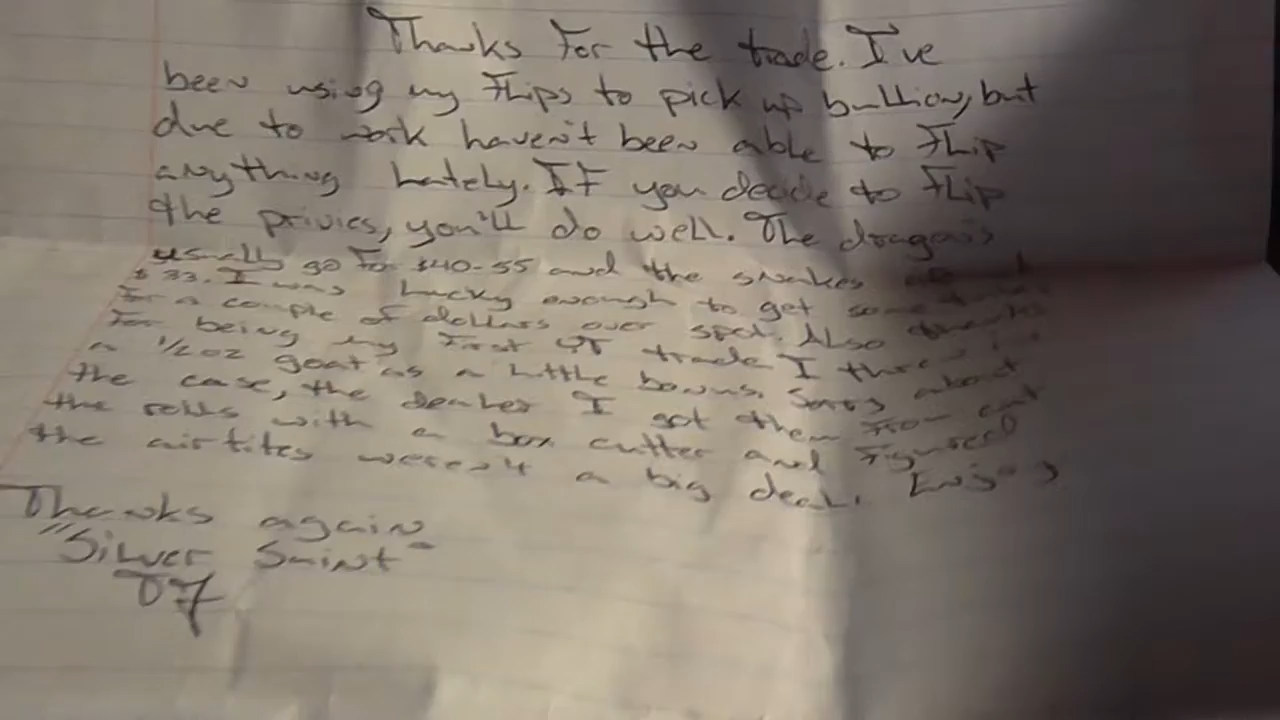 Thanks For the trade. I've
been using my Flips to pick up bullion, but
due to work haven't been able to Flip
anything lately. IF you decide to Flip
the privies, you'll do well. The dragons
usually go for $40-55 and the snakes
$33. I was lucky enough to get some
for a couple of dollars over spot. Also
For being my First YT trade I threw in
a 1/2 oz goat as a little bonus. Sorry about
the case, the dealer I got them From cut
the rolls with a box cutter and Figured
the airtites weren't a big deal. Enjoy
Thanks again
"Silver Saint"